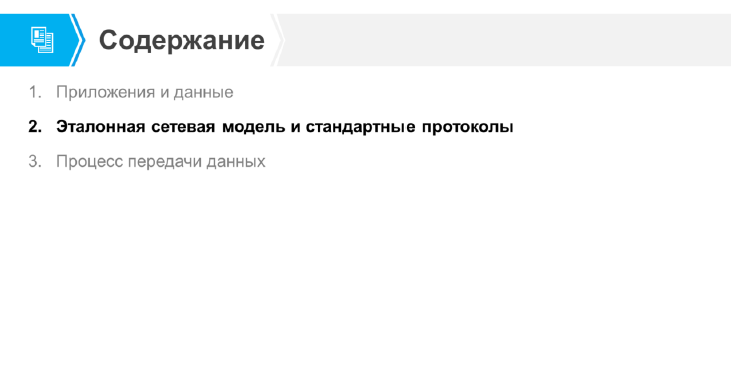 Содержание
1. Приложения и данные
2. Эталонная сетевая модель и стандартные протоколы
3. Процесс передачи данных